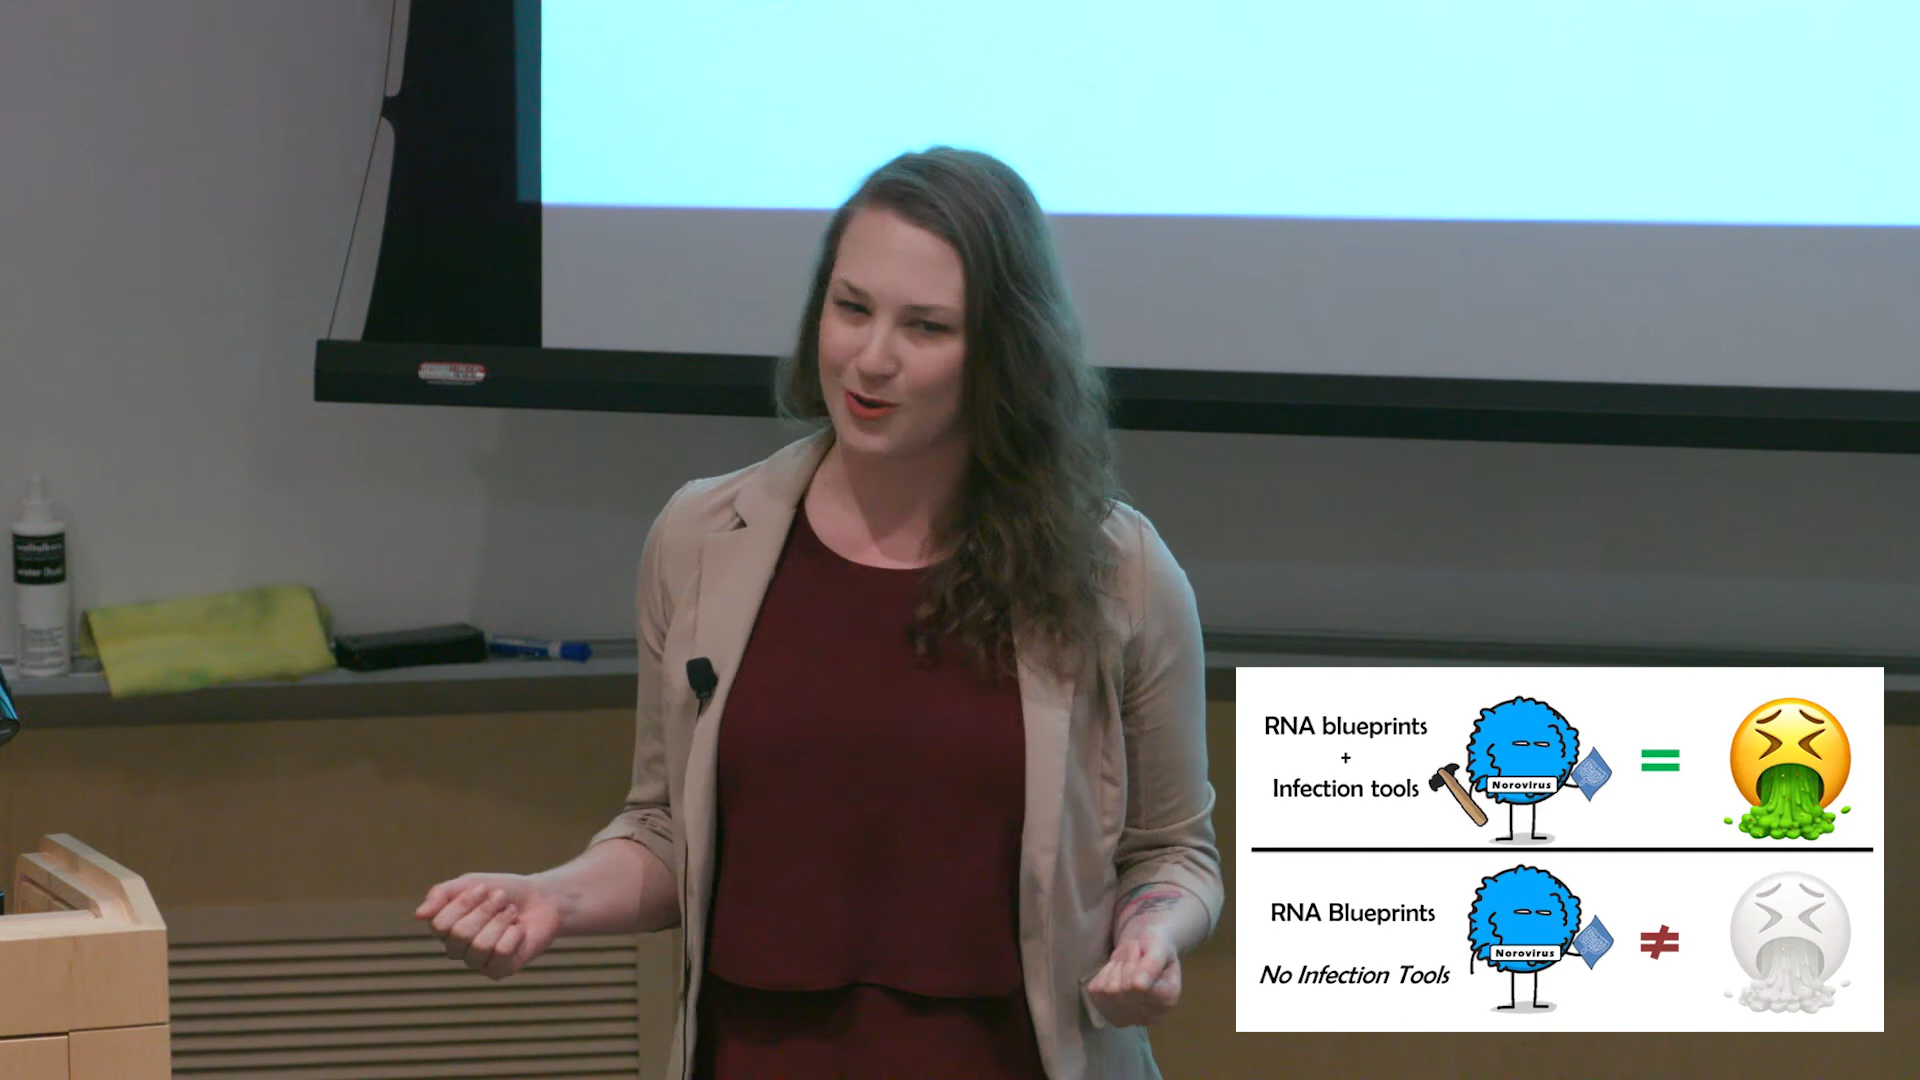 RNA blueprints
+
Infection tools
Norovirus
=
RNA Blueprints
No Infection Tools
Norovirus
≠